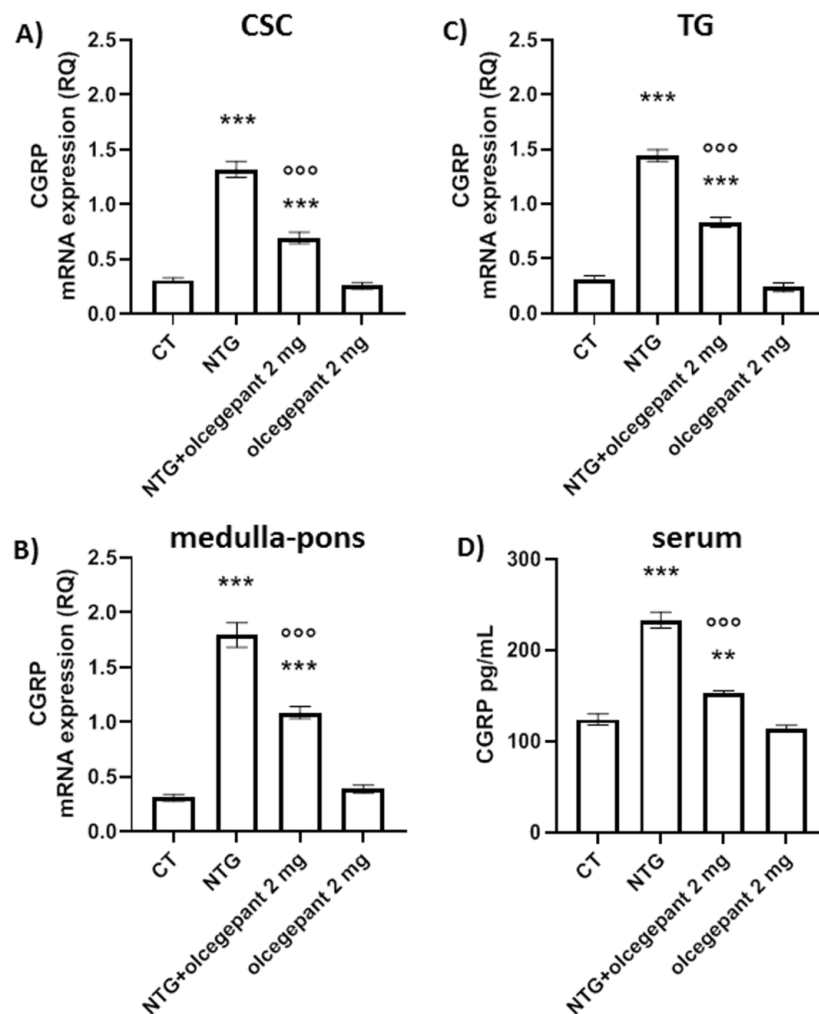 A)
CSC
CGRP
mRNA expression (RQ)
2.5
2.0
1.5
1.0
0.5
0.0
***
°°°
***
CT
NTG
NTG+olcegepant 2 mg
olcegepant 2 mg
C)
TG
CGRP
mRNA expression (RQ)
2.5
2.0
1.5
1.0
0.5
0.0
***
°°°
***
CT
NTG
NTG+olcegepant 2 mg
olcegepant 2 mg
B)
medulla-pons
CGRP
mRNA expression (RQ)
2.5
2.0
1.5
1.0
0.5
0.0
***
°°°
***
CT
NTG
NTG+olcegepant 2 mg
olcegepant 2 mg
D)
serum
CGRP pg/mL
300
200
100
0
***
°°°
**
CT
NTG
NTG+olcegepant 2 mg
olcegepant 2 mg